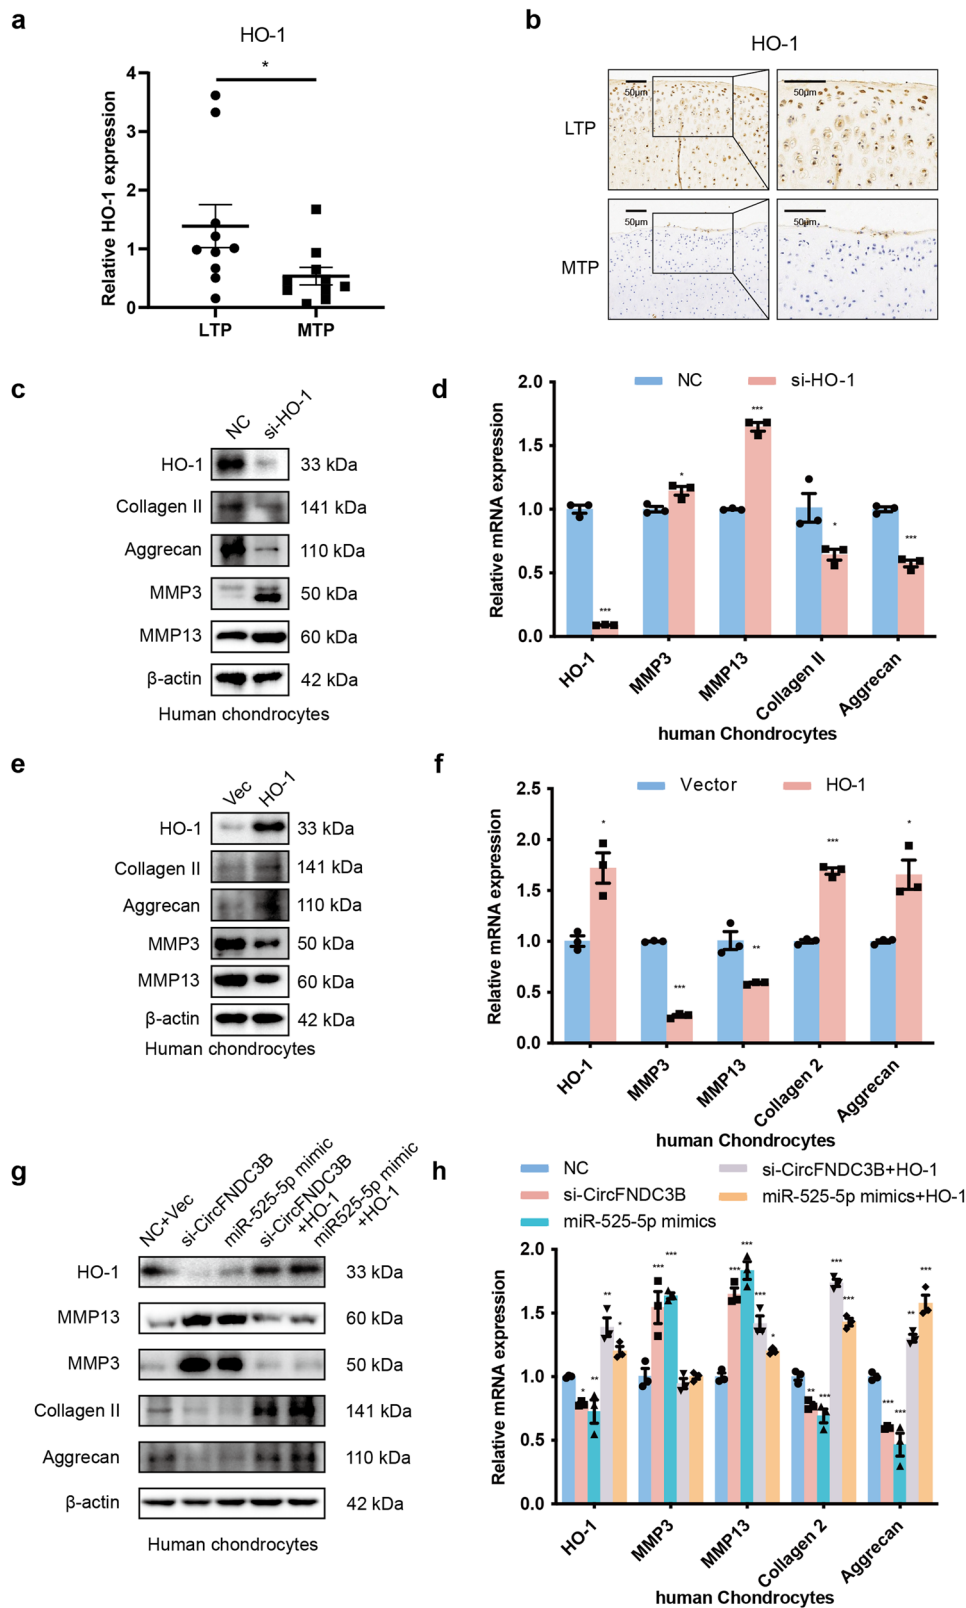 a
HO-1
*
Relative HO-1 expression
4
3
2
1
0
LTP
MTP
b
HO-1
LTP
50μm
50μm
MTP
50μm
50μm
c
NC
si-HO-1
HO-1
33 kDa
Collagen II
141 kDa
Aggrecan
110 kDa
MMP3
50 kDa
MMP13
60 kDa
β-actin
42 kDa
Human chondrocytes
d
NC
si-HO-1
Relative mRNA expression
2.0
1.5
1.0
0.5
0.0
***
*
***
*
***
HO-1
MMP3
MMP13
Collagen II
Aggrecan
human Chondrocytes
e
Vec
HO-1
HO-1
33 kDa
Collagen II
141 kDa
Aggrecan
110 kDa
MMP3
50 kDa
MMP13
60 kDa
β-actin
42 kDa
Human chondrocytes
f
Vector
HO-1
Relative mRNA expression
2.5
2.0
1.5
1.0
0.5
0.0
*
***
**
***
*
HO-1
MMP3
MMP13
Collagen 2
Aggrecan
human Chondrocytes
g
NC+Vec
si-CircFNDC3B
miR-525-5p mimic
si-CircFNDC3B
+HO-1
miR525-5p mimic
+HO-1
HO-1
33 kDa
MMP13
60 kDa
MMP3
50 kDa
Collagen II
141 kDa
Aggrecan
110 kDa
β-actin
42 kDa
Human chondrocytes
h
NC
si-CircFNDC3B
miR-525-5p mimics
si-CircFNDC3B+HO-1
miR-525-5p mimics+HO-1
Relative mRNA expression
2.0
1.5
1.0
0.5
0.0
*
**
**
*
***
***
***
***
***
*
**
***
***
***
***
***
**
***
HO-1
MMP3
MMP13
Collagen 2
Aggrecan
human Chondrocytes